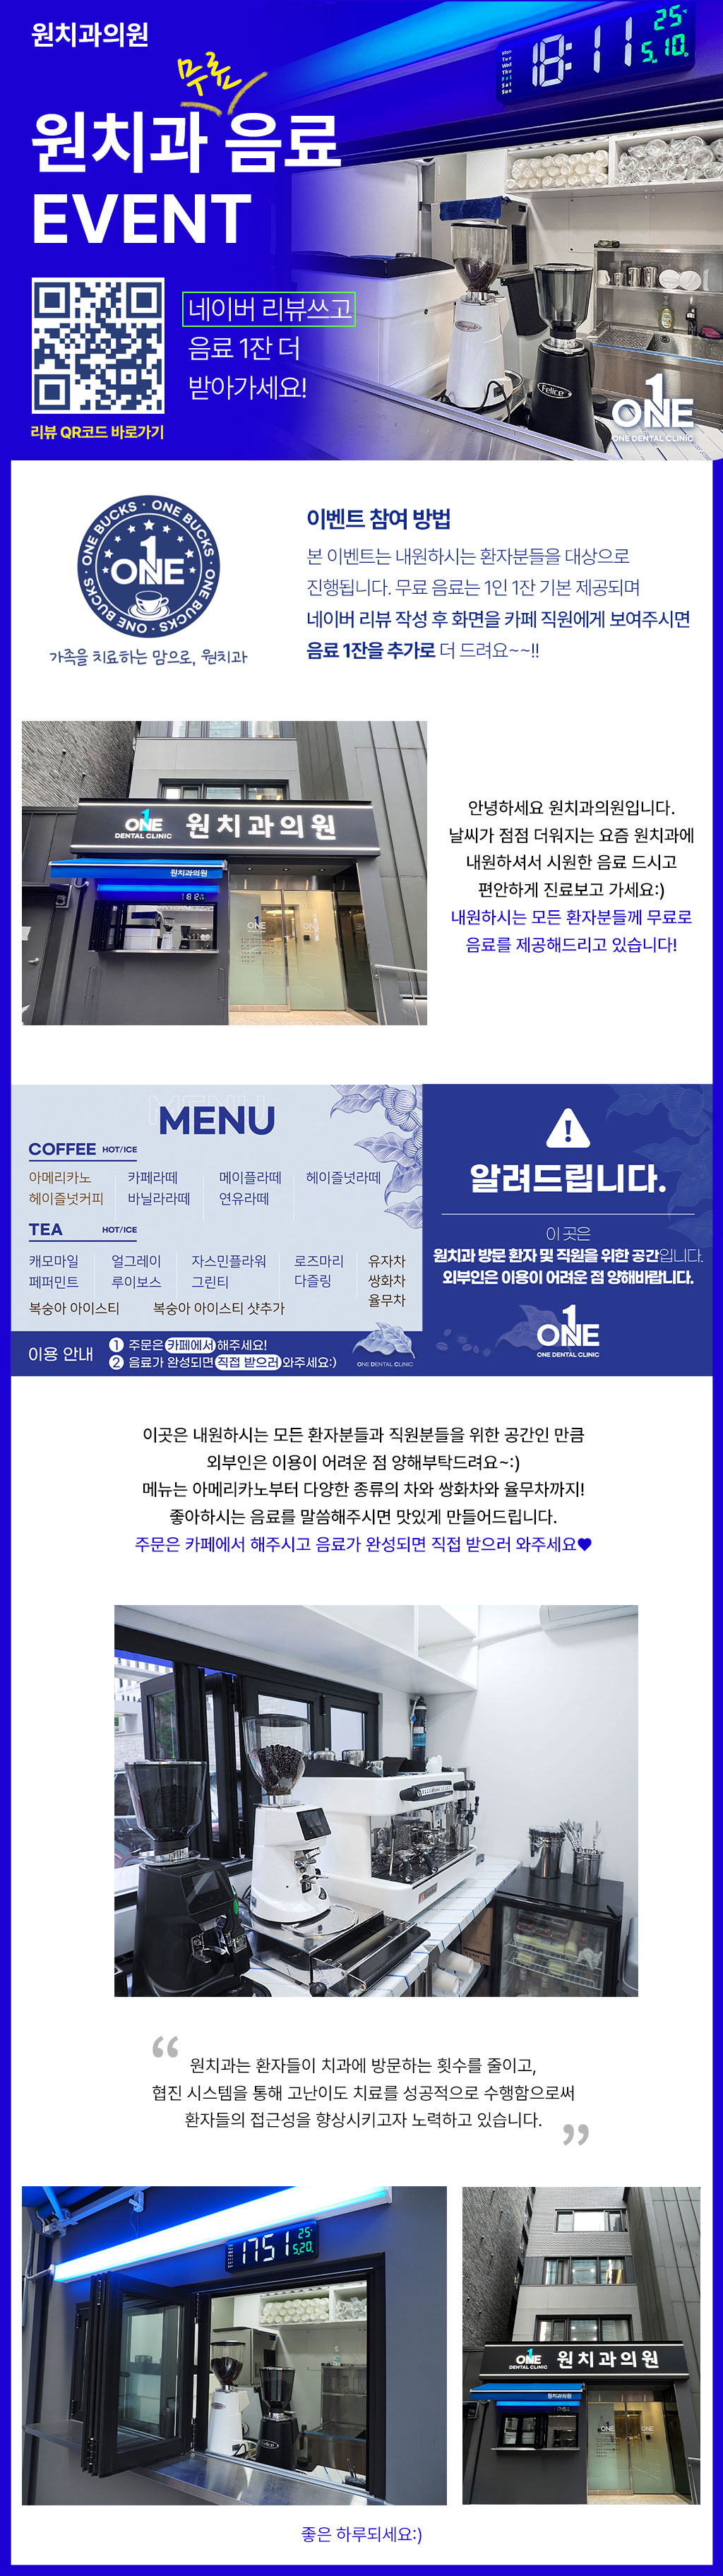 원치과의원
무료
원치과 음료
EVENT
네이버 리뷰쓰고
음료 1잔 더
받아가세요!
리뷰 QR코드 바로가기
Mon
Tue
Wed
Thu
Fri
Sat
Sun
18:11
25
5. 10.
Felice
1
ONE
ONE DENTAL CLINIC
ONE BUCKS · ONE BUCKS · ONE BUCKS · ONE BUCKS
1
ONE
가족을 치료하는 맘으로, 원치과
이벤트 참여 방법
본 이벤트는 내원하시는 환자분들을 대상으로
진행됩니다. 무료 음료는 1인 1잔 기본 제공되며
네이버 리뷰 작성 후 화면을 카페 직원에게 보여주시면
음료 1잔을 추가로 더 드려요~~!!
1
ONE
DENTAL CLINIC
원치과의원
원치과의원
안녕하세요 원치과의원입니다.
날씨가 점점 더워지는 요즘 원치과에
내원하셔서 시원한 음료 드시고
편안하게 진료보고 가세요:)
내원하시는 모든 환자분들께 무료로
음료를 제공해드리고 있습니다!
MENU
COFFEE HOT/ICE
아메리카노 카페라떼 메이플라떼 헤이즐넛라떼
헤이즐넛커피 바닐라라떼 연유라떼
TEA HOT/ICE
캐모마일 얼그레이 자스민플라워 로즈마리 유자차
페퍼민트 루이보스 그린티 다즐링 쌍화차
복숭아 아이스티 복숭아 아이스티 샷추가 율무차
이용 안내
1 주문은 카페에서 해주세요!
2 음료가 완성되면 직접 받으러 와주세요:)
ONE DENTAL CLINIC
!
알려드립니다.
이 곳은
원치과 방문 환자 및 직원을 위한 공간입니다.
외부인은 이용이 어려운 점 양해바랍니다.
1
ONE
ONE DENTAL CLINIC
이곳은 내원하시는 모든 환자분들과 직원분들을 위한 공간인 만큼
외부인은 이용이 어려운 점 양해부탁드려요~:)
메뉴는 아메리카노부터 다양한 종류의 차와 쌍화차와 율무차까지!
좋아하시는 음료를 말씀해주시면 맛있게 만들어드립니다.
주문은 카페에서 해주시고 음료가 완성되면 직접 받으러 와주세요♥
“ 원치과는 환자들이 치과에 방문하는 횟수를 줄이고,
협진 시스템을 통해 고난이도 치료를 성공적으로 수행함으로써
환자들의 접근성을 향상시키고자 노력하고 있습니다. ”
17:51
25
5.20.
Felice
1
ONE
DENTAL CLINIC
원치과의원
원치과의원
ONE
ONE
좋은 하루되세요:)